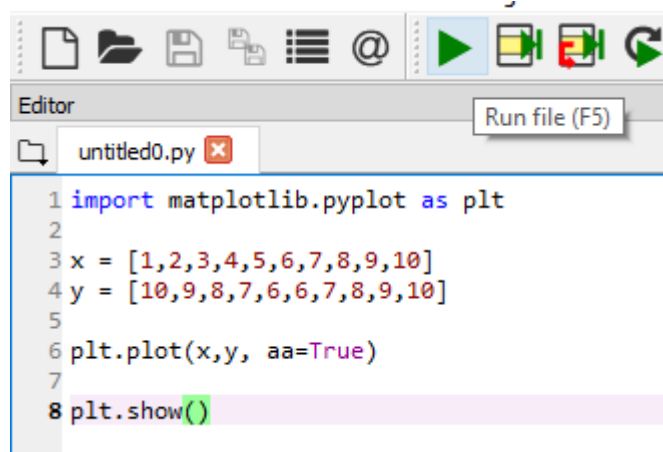 @
Editor
Run file (F5)
untitled0.py
1 import matplotlib.pyplot as plt
2
3 x = [1,2,3,4,5,6,7,8,9,10]
4 y = [10,9,8,7,6,6,7,8,9,10]
5
6 plt.plot(x,y, aa=True)
7
8 plt.show()